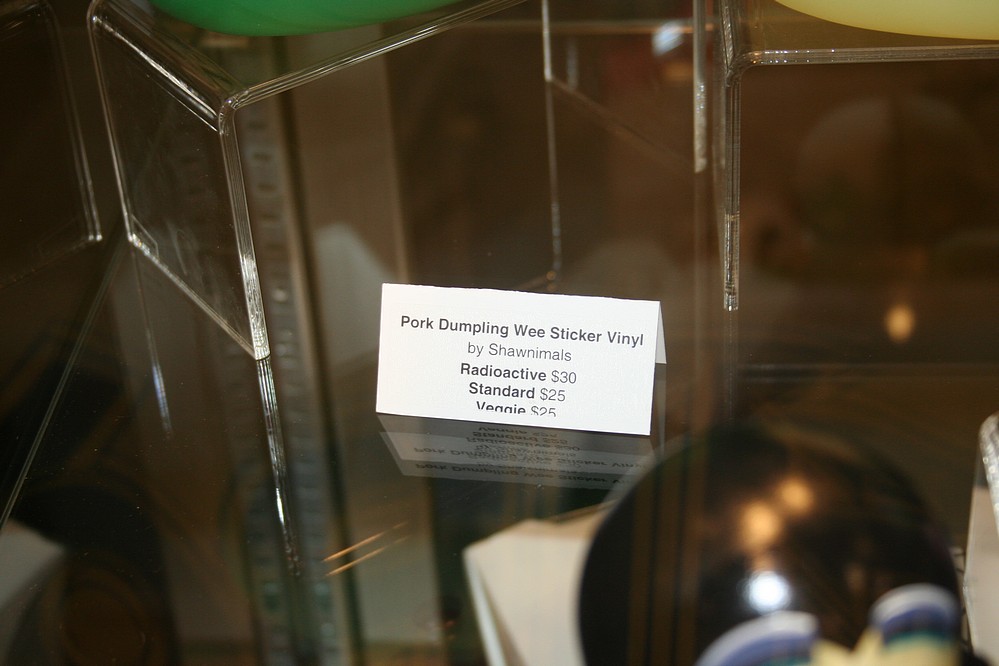 Pork Dumpling Wee Sticker Vinyl
by Shawnimals
Radioactive $30
Standard $25
Veggie $25